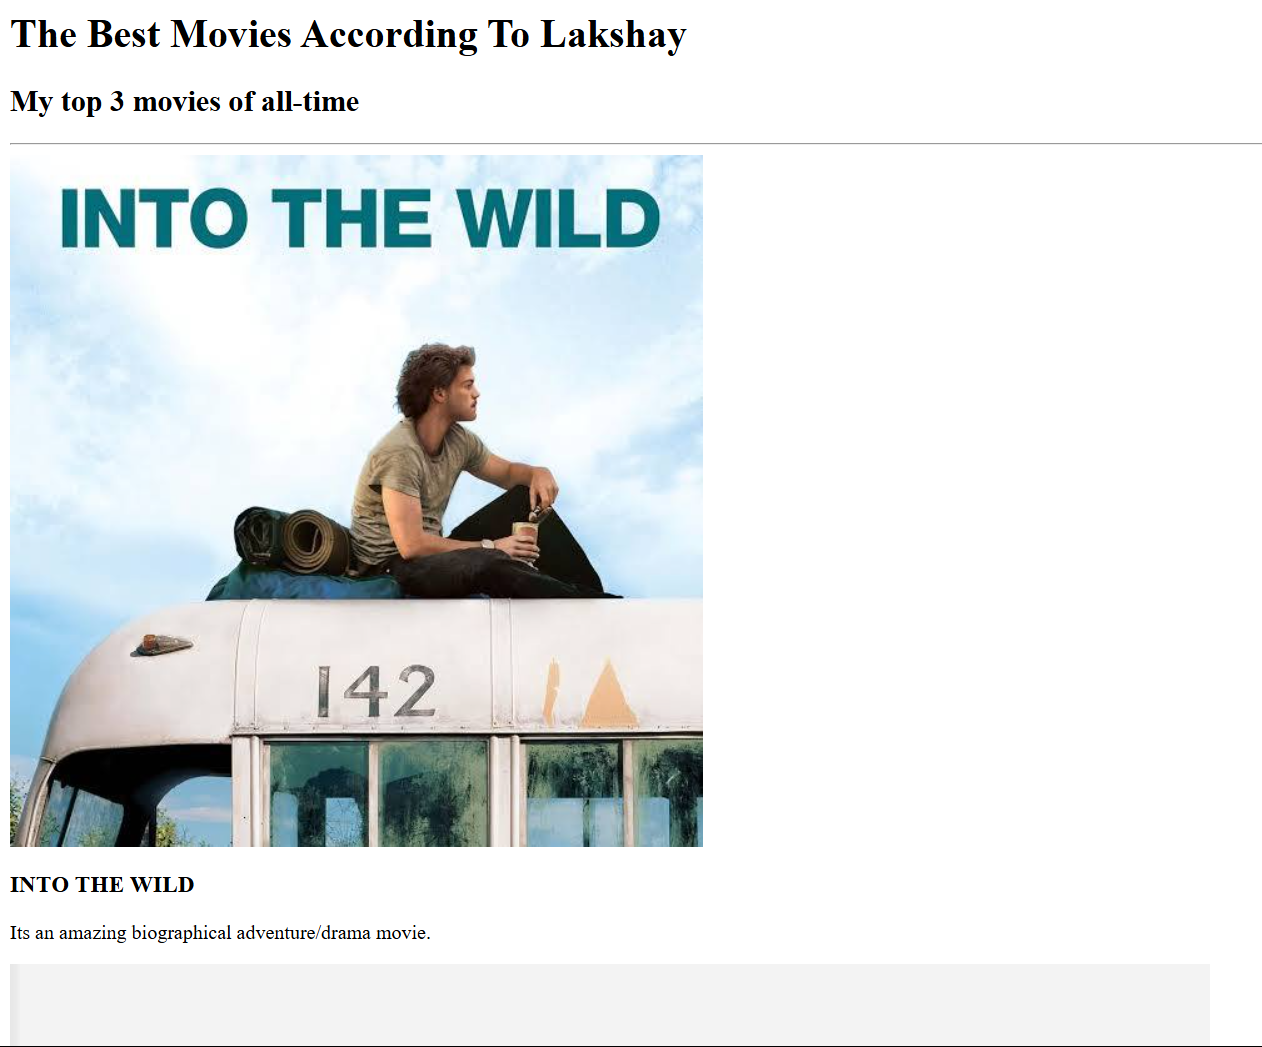 The Best Movies According To Lakshay
My top 3 movies of all-time
INTO THE WILD
142
INTO THE WILD
Its an amazing biographical adventure/drama movie.